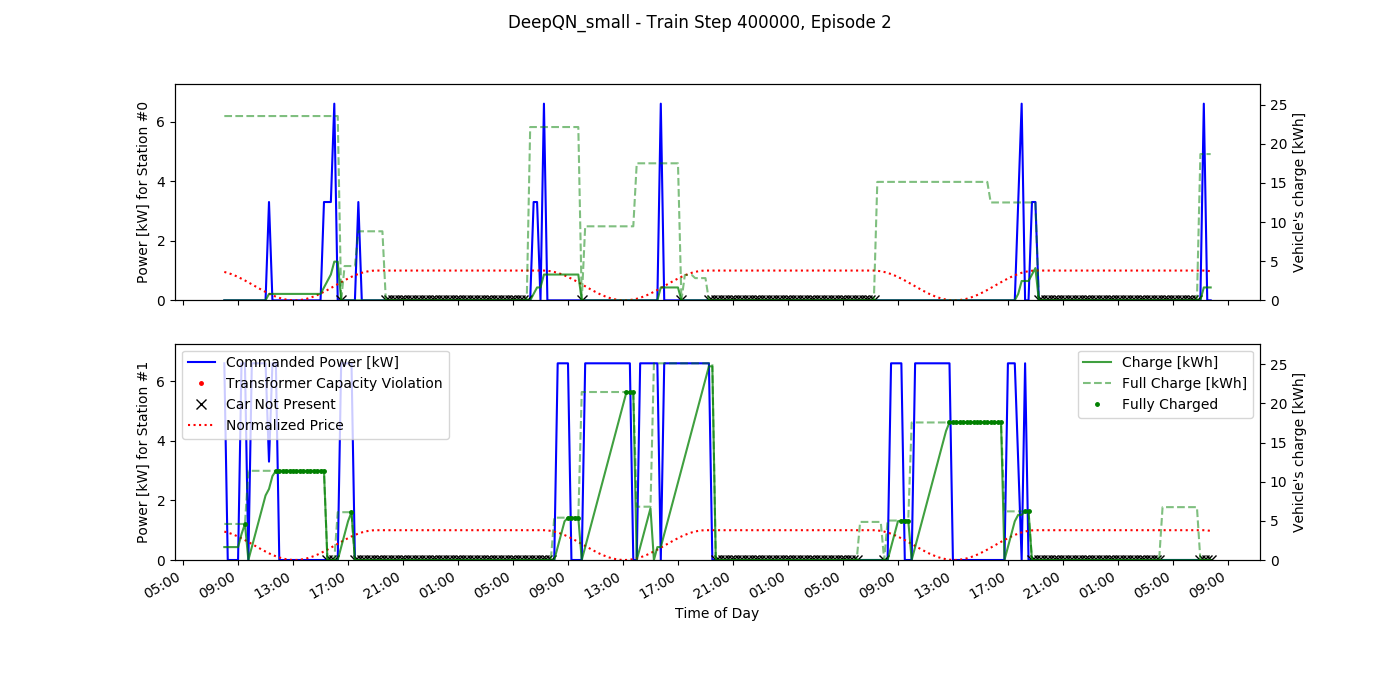 DeepQN_small - Train Step 400000, Episode 2
Power [kW] for Station #0
6
4
2
0
25
20
15
10
5
0
Vehicle's charge [kWh]
Power [kW] for Station #1
6
4
2
0
Commanded Power [kW]
Transformer Capacity Violation
Car Not Present
Normalized Price
Charge [kWh]
Full Charge [kWh]
Fully Charged
25
20
15
10
5
0
Vehicle's charge [kWh]
05:00 09:00 13:00 17:00 21:00 01:00 05:00 09:00 13:00 17:00 21:00 01:00 05:00 09:00 13:00 17:00 21:00 01:00 05:00 09:00
Time of Day